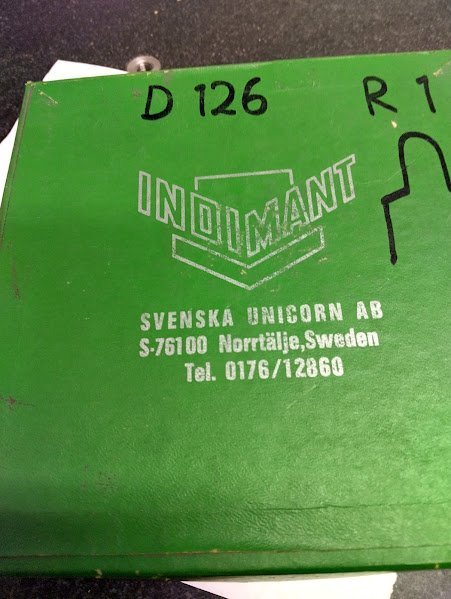 D 126 R 1
INDIMANT
SVENSKA UNICORN AB
S-76100 Norrtälje,Sweden
Tel. 0176/12860